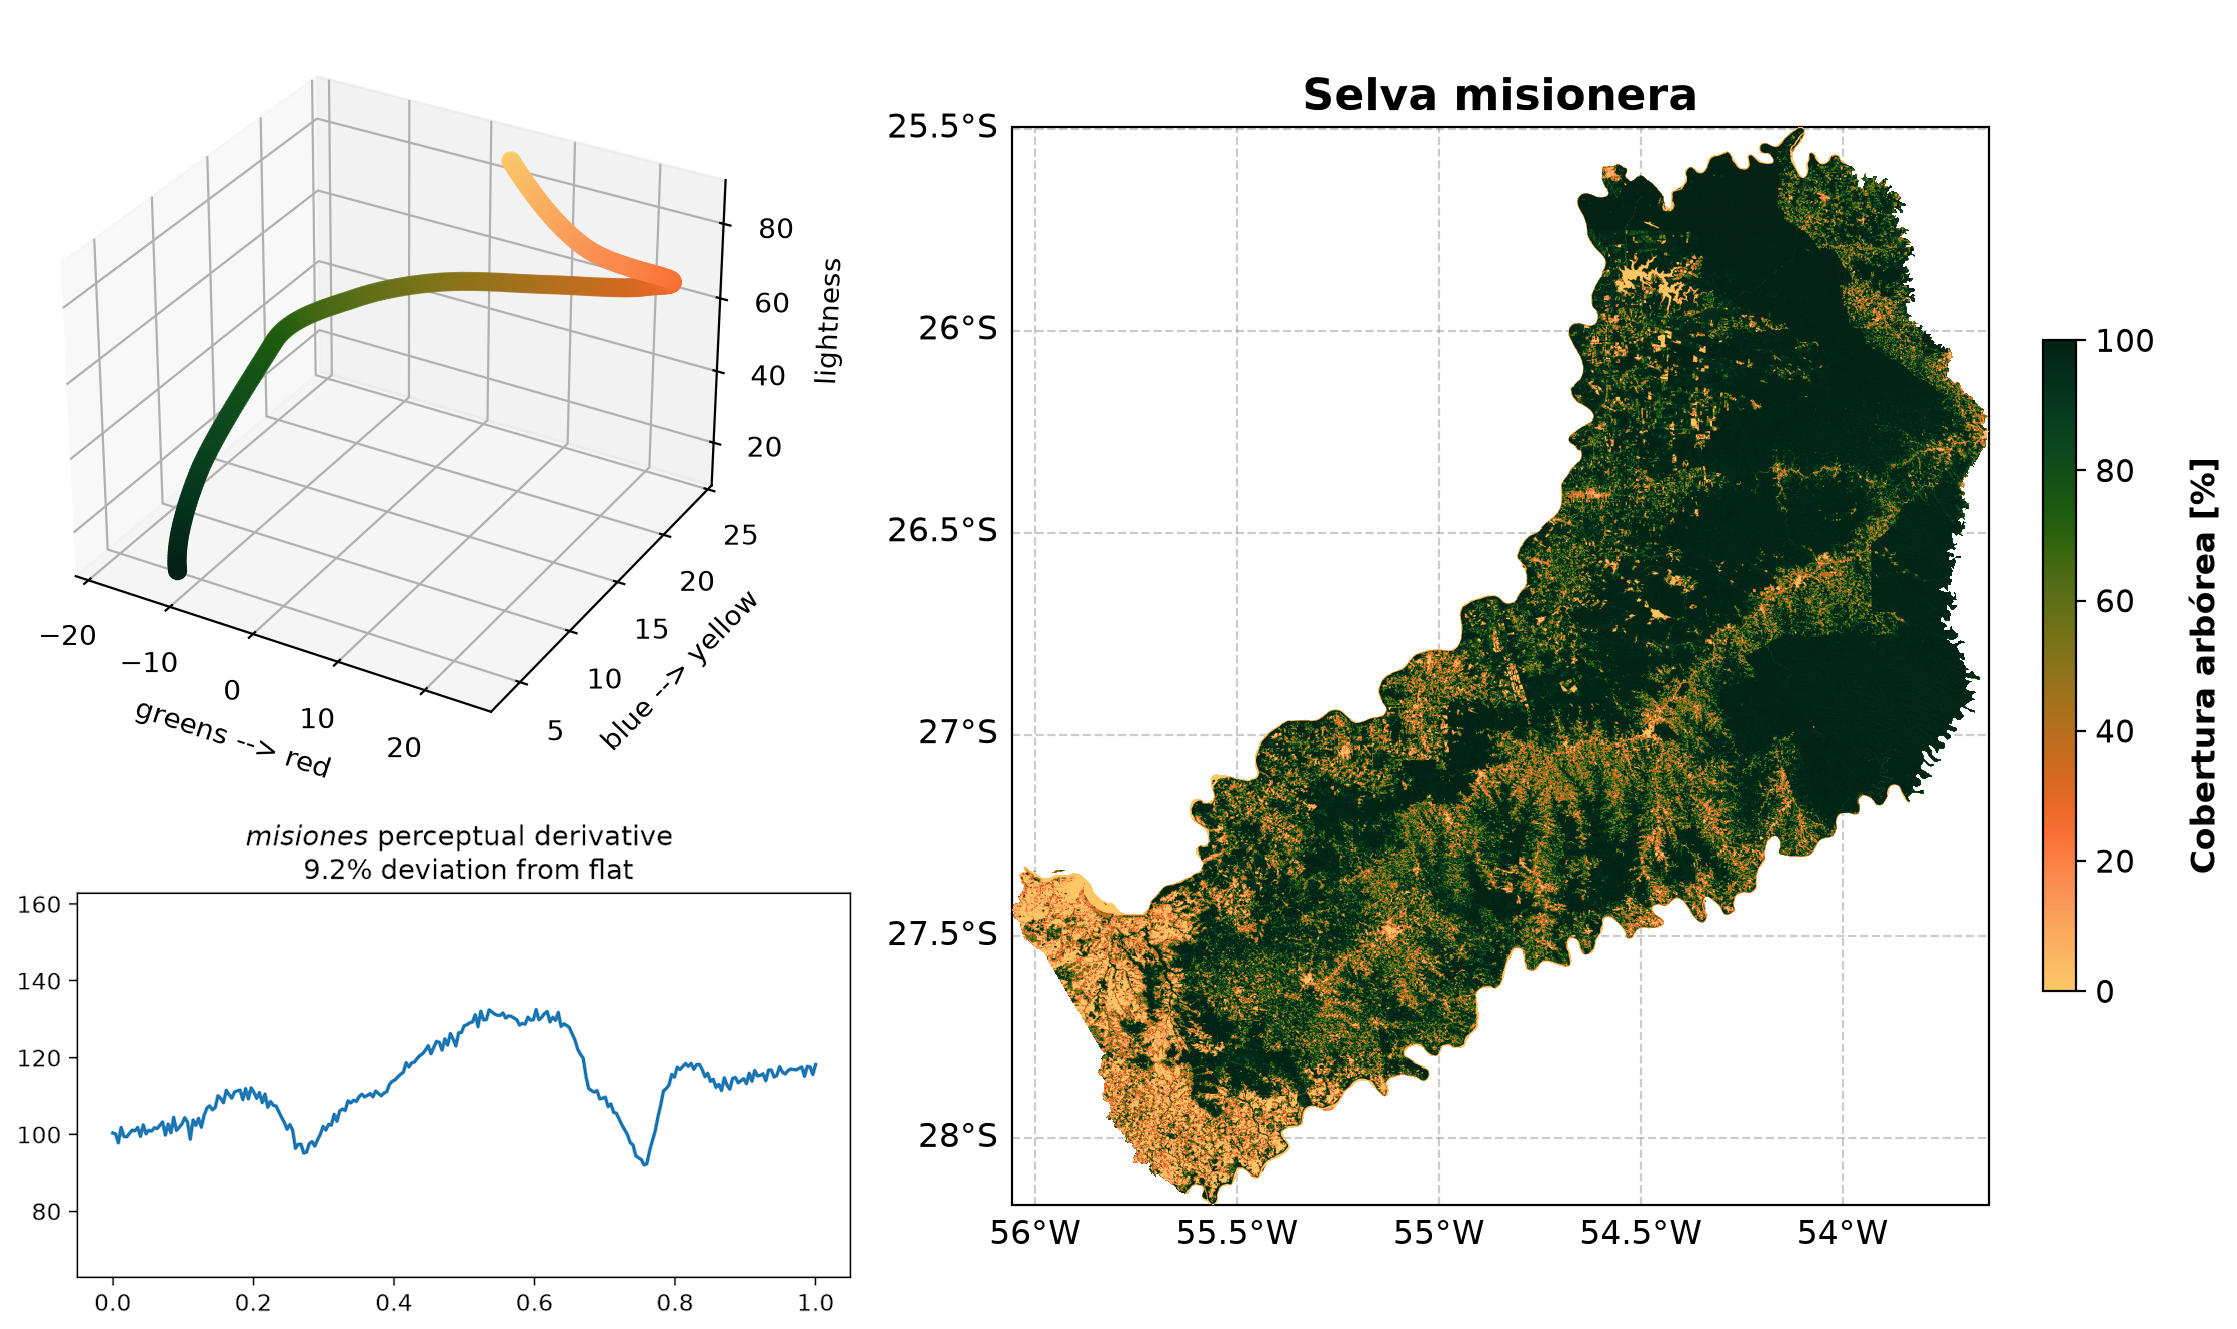 80
60
40
20
lightness
−20
−10
0
10
20
greens --> red
5
10
15
20
25
blue --> yellow
misiones perceptual derivative
9.2% deviation from flat
160
140
120
100
80
0.0 0.2 0.4 0.6 0.8 1.0
Selva misionera
25.5°S
26°S
26.5°S
27°S
27.5°S
28°S
56°W 55.5°W 55°W 54.5°W 54°W
100
80
60
40
20
0
Cobertura arbórea [%]